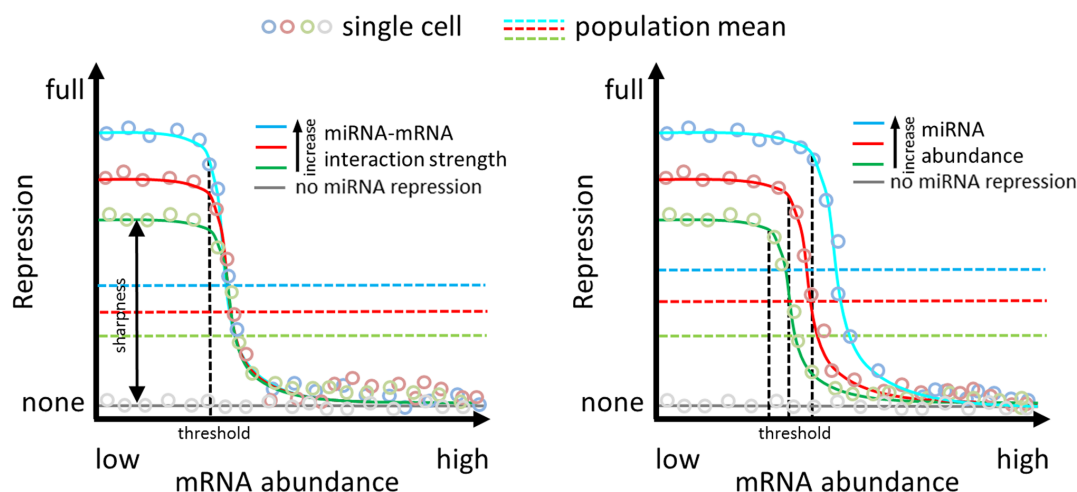 single cell
population mean
full
Repression
none
increase
miRNA-mRNA
interaction strength
no miRNA repression
sharpness
threshold
low
high
mRNA abundance
full
Repression
none
increase
miRNA
abundance
no miRNA repression
threshold
low
high
mRNA abundance